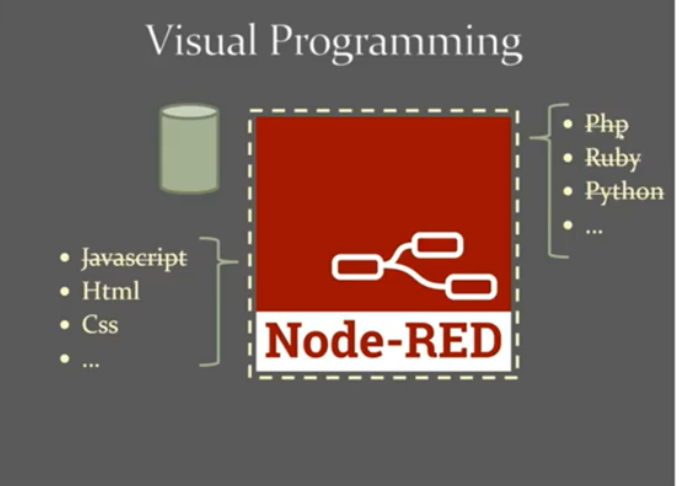 Visual Programming
• Php
• Ruby
• Python
• ...
• Javascript
• Html
• Css
• ...
Node-RED